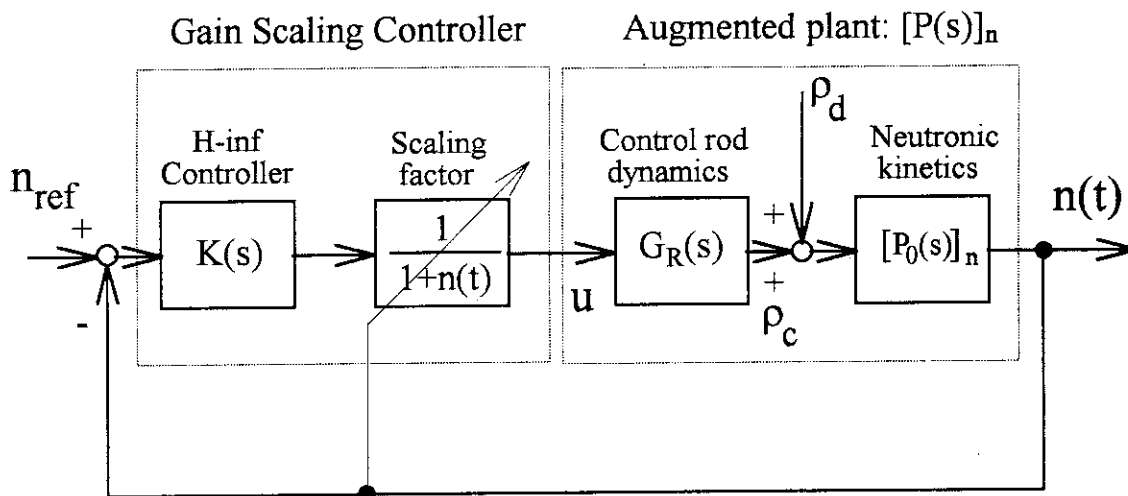 Gain Scaling Controller
Augmented plant: [P(s)]n
H-inf
Controller
Scaling
factor
Control rod
dynamics
ρd
Neutronic
kinetics
nref
+
-
K(s)
1
1+n(t)
u
GR(s)
+
+
ρc
[P0(s)]n
n(t)